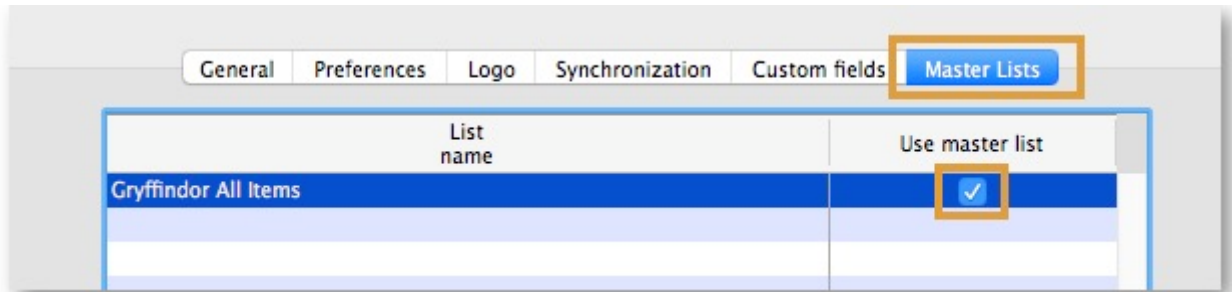 General Preferences Logo Synchronization Custom fields Master Lists
List
name
Use master list
Gryffindor All Items